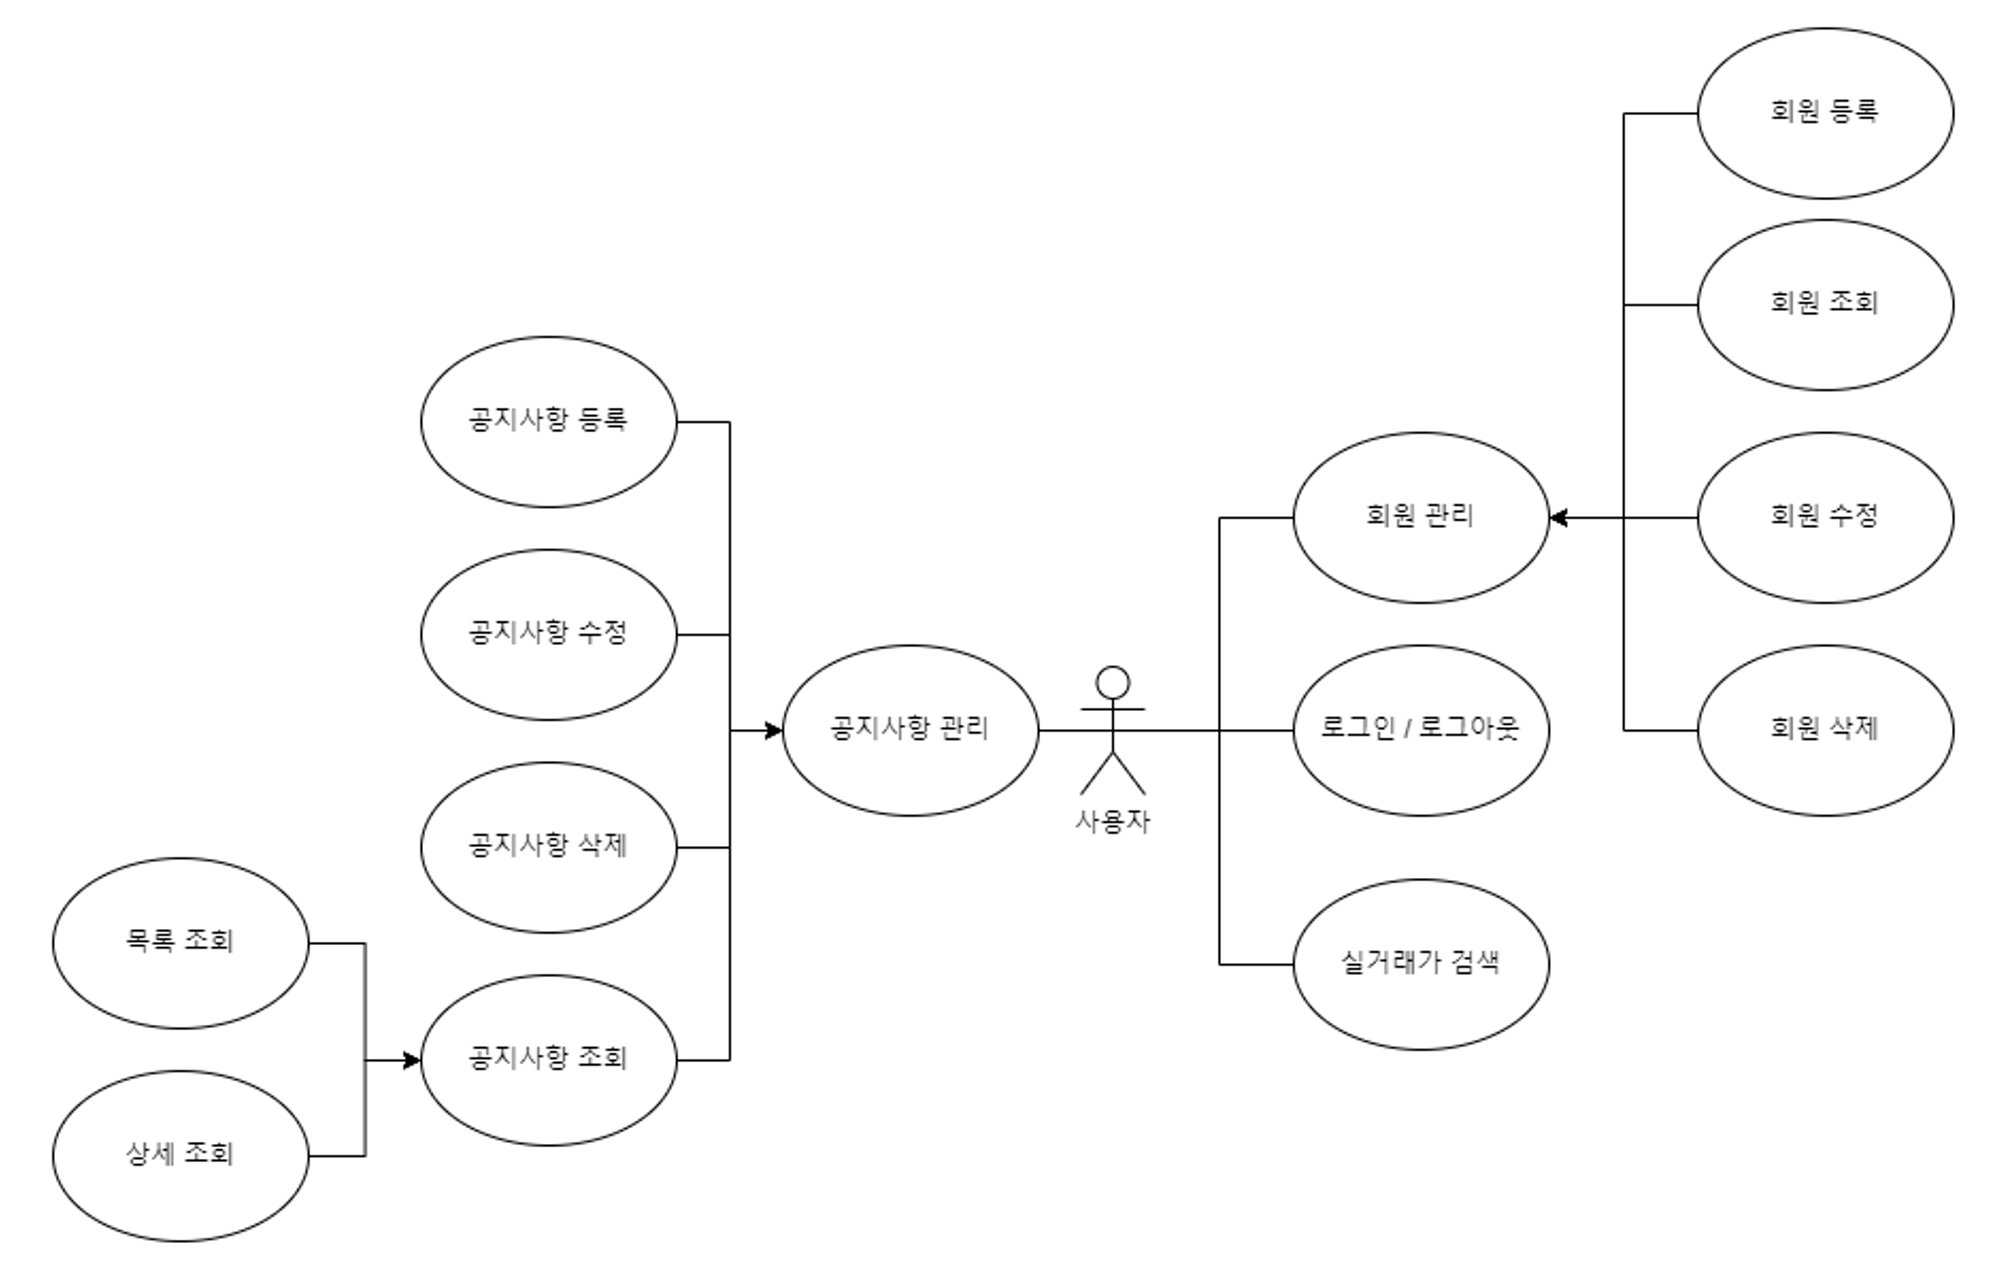 회원 등록
회원 조회
공지사항 등록
회원 관리
회원 수정
공지사항 수정
공지사항 관리
사용자
로그인 / 로그아웃
회원 삭제
공지사항 삭제
목록 조회
실거래가 검색
공지사항 조회
상세 조회